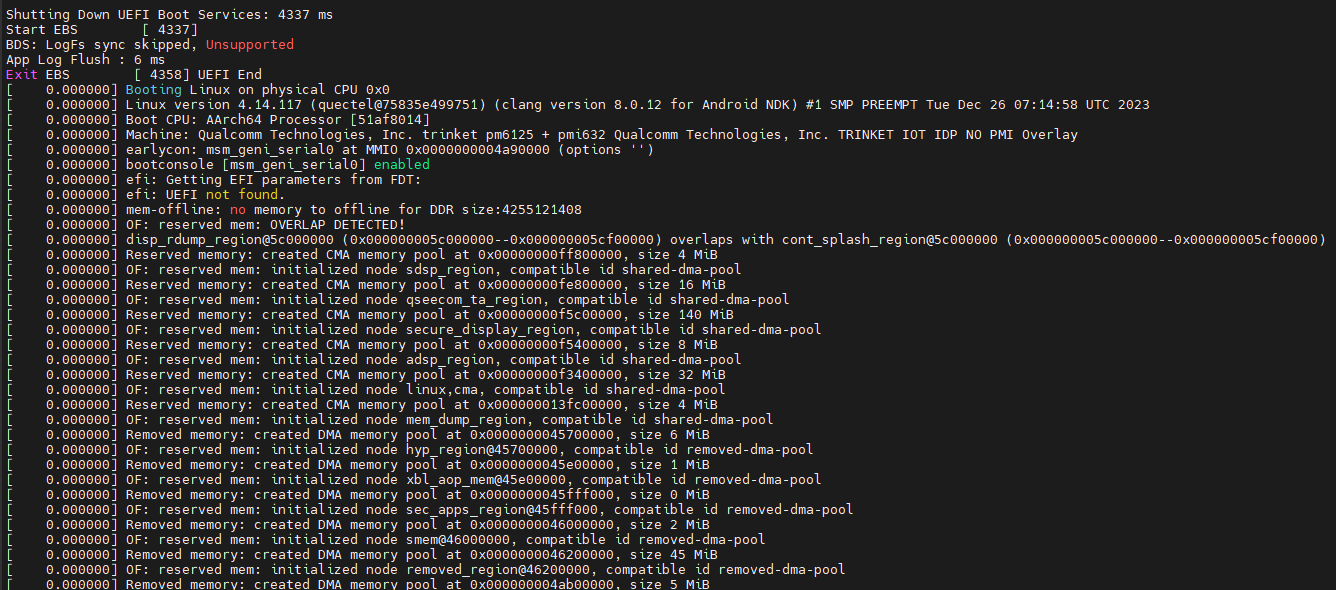 Shutting Down UEFI Boot Services: 4337 ms
Start EBS        [ 4337]
BDS: LogFs sync skipped, Unsupported
App Log Flush : 6 ms
Exit EBS        [ 4358] UEFI End
[    0.000000] Booting Linux on physical CPU 0x0
[    0.000000] Linux version 4.14.117 (quectel@75835e499751) (clang version 8.0.12 for Android NDK) #1 SMP PREEMPT Tue Dec 26 07:14:58 UTC 2023
[    0.000000] Boot CPU: AArch64 Processor [51af8014]
[    0.000000] Machine: Qualcomm Technologies, Inc. trinket pm6125 + pmi632 Qualcomm Technologies, Inc. TRINKET IOT IDP NO PMI Overlay
[    0.000000] earlycon: msm_geni_serial0 at MMIO 0x0000000004a90000 (options '')
[    0.000000] bootconsole [msm_geni_serial0] enabled
[    0.000000] efi: Getting EFI parameters from FDT:
[    0.000000] efi: UEFI not found.
[    0.000000] mem-offline: no memory to offline for DDR size:4255121408
[    0.000000] OF: reserved mem: OVERLAP DETECTED!
[    0.000000] disp_rdump_region@5c000000 (0x000000005c000000--0x000000005cf00000) overlaps with cont_splash_region@5c000000 (0x000000005c000000--0x000000005cf00000)
[    0.000000] Reserved memory: created CMA memory pool at 0x00000000ff800000, size 4 MiB
[    0.000000] OF: reserved mem: initialized node sdsp_region, compatible id shared-dma-pool
[    0.000000] Reserved memory: created CMA memory pool at 0x00000000fe800000, size 16 MiB
[    0.000000] OF: reserved mem: initialized node qseecom_ta_region, compatible id shared-dma-pool
[    0.000000] Reserved memory: created CMA memory pool at 0x00000000f5c00000, size 140 MiB
[    0.000000] OF: reserved mem: initialized node secure_display_region, compatible id shared-dma-pool
[    0.000000] Reserved memory: created CMA memory pool at 0x00000000f5400000, size 8 MiB
[    0.000000] OF: reserved mem: initialized node adsp_region, compatible id shared-dma-pool
[    0.000000] Reserved memory: created CMA memory pool at 0x00000000f3400000, size 32 MiB
[    0.000000] OF: reserved mem: initialized node linux,cma, compatible id shared-dma-pool
[    0.000000] Reserved memory: created CMA memory pool at 0x000000013fc00000, size 4 MiB
[    0.000000] OF: reserved mem: initialized node mem_dump_region, compatible id shared-dma-pool
[    0.000000] Removed memory: created DMA memory pool at 0x0000000045700000, size 6 MiB
[    0.000000] OF: reserved mem: initialized node hyp_region@45700000, compatible id removed-dma-pool
[    0.000000] Removed memory: created DMA memory pool at 0x0000000045e00000, size 1 MiB
[    0.000000] OF: reserved mem: initialized node xbl_aop_mem@45e00000, compatible id removed-dma-pool
[    0.000000] Removed memory: created DMA memory pool at 0x0000000045fff000, size 0 MiB
[    0.000000] OF: reserved mem: initialized node sec_apps_region@45fff000, compatible id removed-dma-pool
[    0.000000] Removed memory: created DMA memory pool at 0x0000000046000000, size 2 MiB
[    0.000000] OF: reserved mem: initialized node smem@46000000, compatible id removed-dma-pool
[    0.000000] Removed memory: created DMA memory pool at 0x0000000046200000, size 45 MiB
[    0.000000] OF: reserved mem: initialized node removed_region@46200000, compatible id removed-dma-pool
[    0.000000] Removed memory: created DMA memory pool at 0x000000004ab00000, size 5 MiB